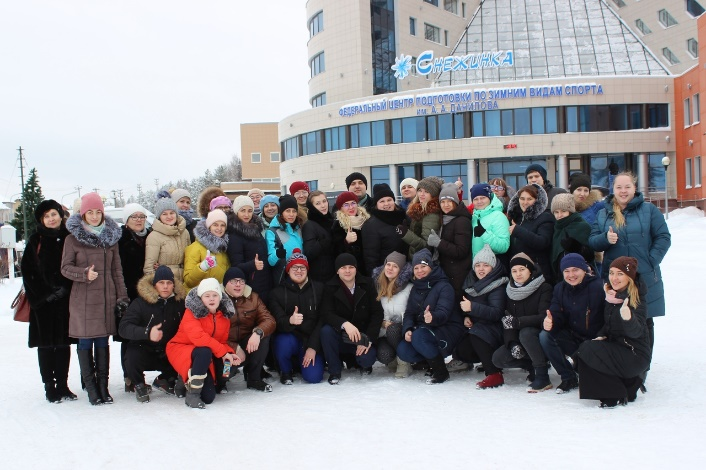 Снежинка
ФЕДЕРАЛЬНЫЙ ЦЕНТР ПОДГОТОВКИ ПО ЗИМНИМ ВИДАМ СПОРТА
ИМ. А. А. ДАНИЛОВА